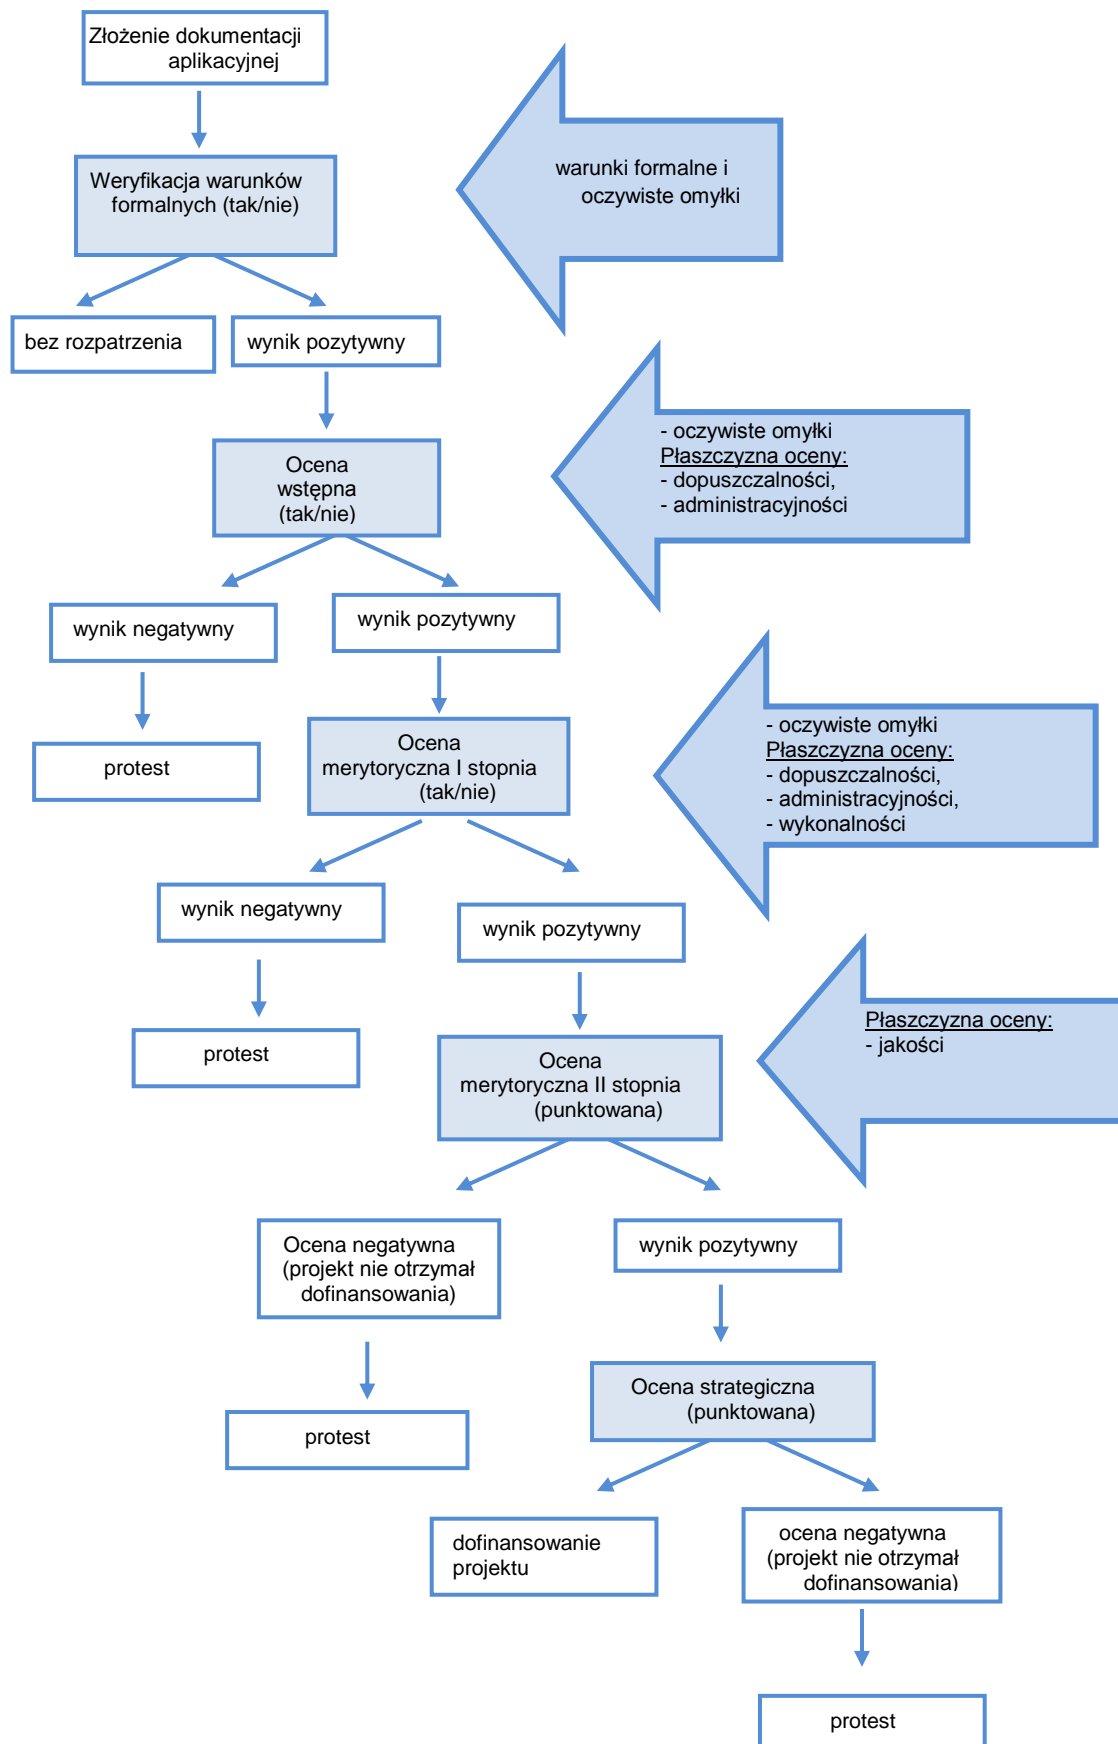 Złożenie dokumentacji
aplikacyjnej
warunki formalne i
oczywiste omyłki
Weryfikacja warunków
formalnych (tak/nie)
bez rozpatrzenia
wynik pozytywny
- oczywiste omyłki
Płaszczyzna oceny:
- dopuszczalności,
- administracyjności
Ocena
wstępna
(tak/nie)
wynik negatywny
wynik pozytywny
protest
- oczywiste omyłki
Płaszczyzna oceny:
- dopuszczalności,
- administracyjności,
- wykonalności
Ocena
merytoryczna I stopnia
(tak/nie)
wynik negatywny
wynik pozytywny
protest
Płaszczyzna oceny:
- jakości
Ocena
merytoryczna II stopnia
(punktowana)
Ocena negatywna
(projekt nie otrzymał
dofinansowania)
wynik pozytywny
protest
Ocena strategiczna
(punktowana)
dofinansowanie
projektu
ocena negatywna
(projekt nie otrzymał
dofinansowania)
protest